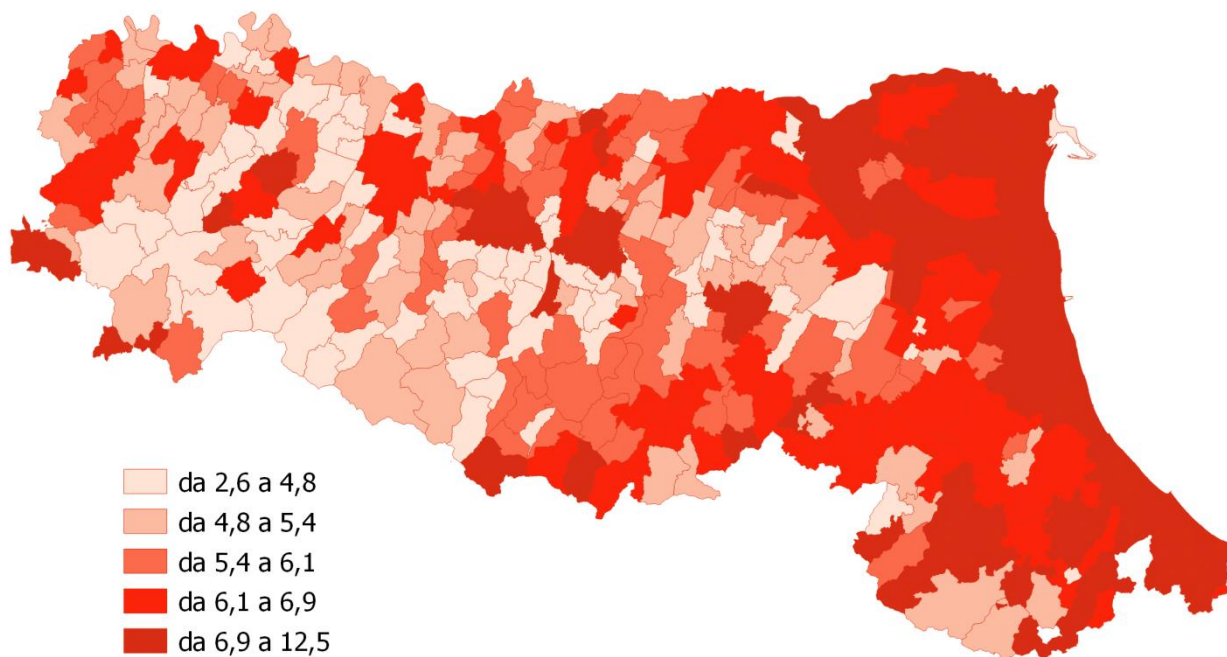 da 2,6 a 4,8
da 4,8 a 5,4
da 5,4 a 6,1
da 6,1 a 6,9
da 6,9 a 12,5